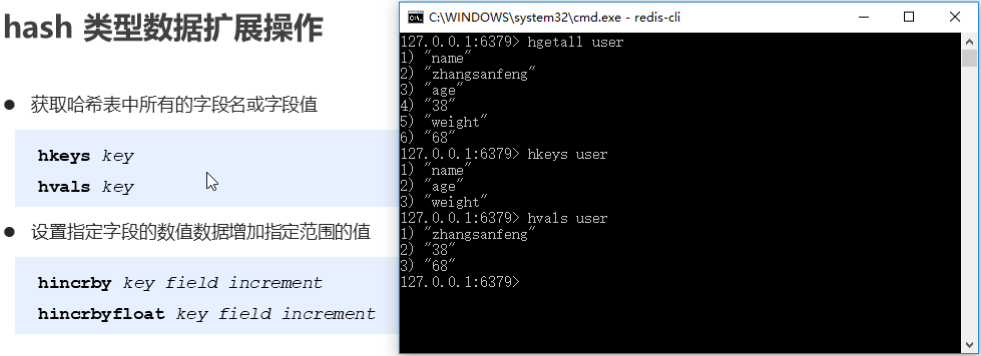 hash 类型数据扩展操作
● 获取哈希表中所有的字段名或字段值
hkeys key
hvals key
● 设置指定字段的数值数据增加指定范围的值
hincrby key field increment
hincrbyfloat key field increment
C:\WINDOWS\system32\cmd.exe - redis-cli
127.0.0.1:6379> hgetall user
1) "name"
2) "zhangsanfeng"
3) "age"
4) "38"
5) "weight"
6) "68"
127.0.0.1:6379> hkeys user
1) "name"
2) "age"
3) "weight"
127.0.0.1:6379> hvals user
1) "zhangsanfeng"
2) "38"
3) "68"
127.0.0.1:6379>